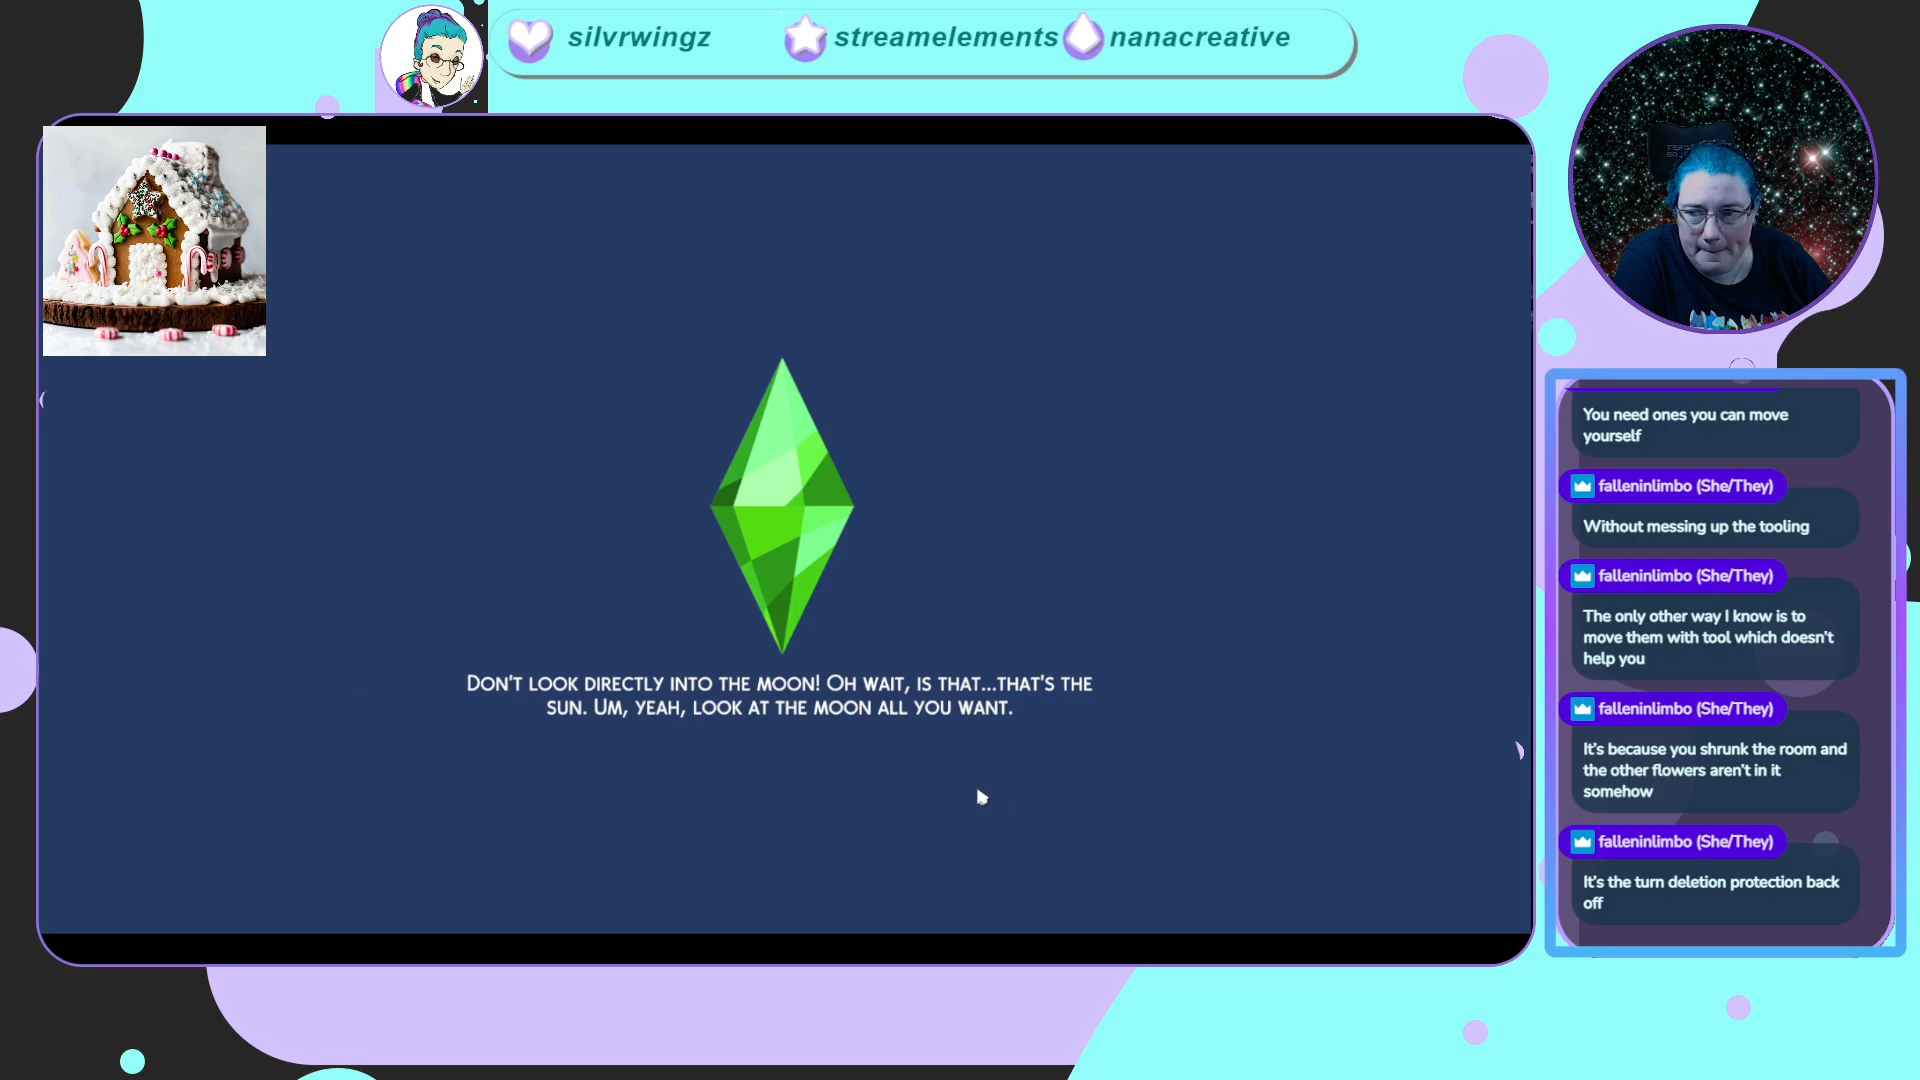 silvrwingz
streamelements
nanacreative
DON'T LOOK DIRECTLY INTO THE MOON! OH WAIT, IS THAT...THAT'S THE
SUN. UM, YEAH, LOOK AT THE MOON ALL YOU WANT.
You need ones you can move
yourself
falleninlimbo (She/They)
Without messing up the tooling
falleninlimbo (She/They)
The only other way I know is to
move them with tool which doesn't
help you
falleninlimbo (She/They)
It's because you shrunk the room and
the other flowers aren't in it
somehow
falleninlimbo (She/They)
It's the turn deletion protection back
off